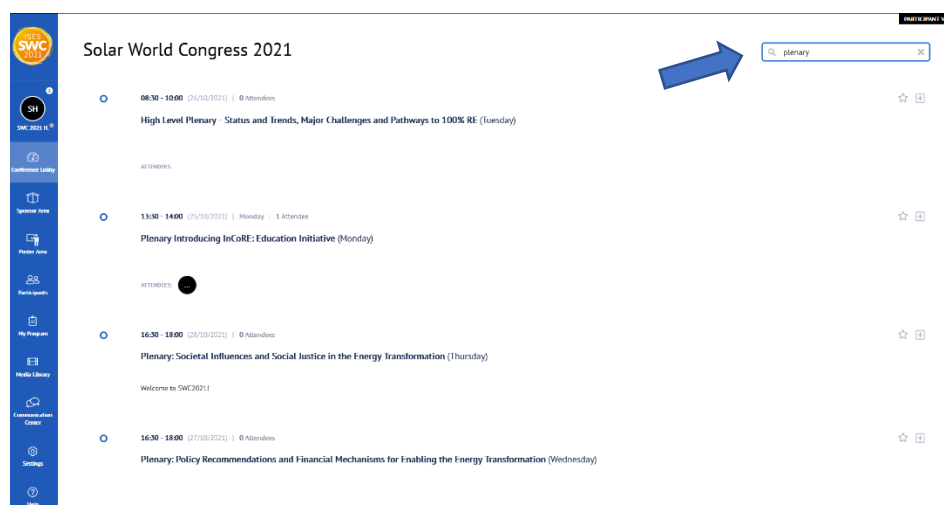 PARTICIPANT V
ISES
SWC
2021
Solar World Congress 2021
plenary
SH
SWC 2021 H.
Conference Lobby
Sponsor Area
Poster Area
Participants
My Program
Media Library
Communication
Center
Settings
Help
08:30 - 10:00 (26/10/2021) | 0 Attendees
High Level Plenary - Status and Trends, Major Challenges and Pathways to 100% RE (Tuesday)
ATTENDEES:
13:30 - 14:00 (25/10/2021) | Monday | 1 Attendee
Plenary Introducing InCoRE: Education Initiative (Monday)
ATTENDEES: ...
16:30 - 18:00 (28/10/2021) | 0 Attendees
Plenary: Societal Influences and Social Justice in the Energy Transformation (Thursday)
Welcome to SWC2021!
16:30 - 18:00 (27/10/2021) | 0 Attendees
Plenary: Policy Recommendations and Financial Mechanisms for Enabling the Energy Transformation (Wednesday)